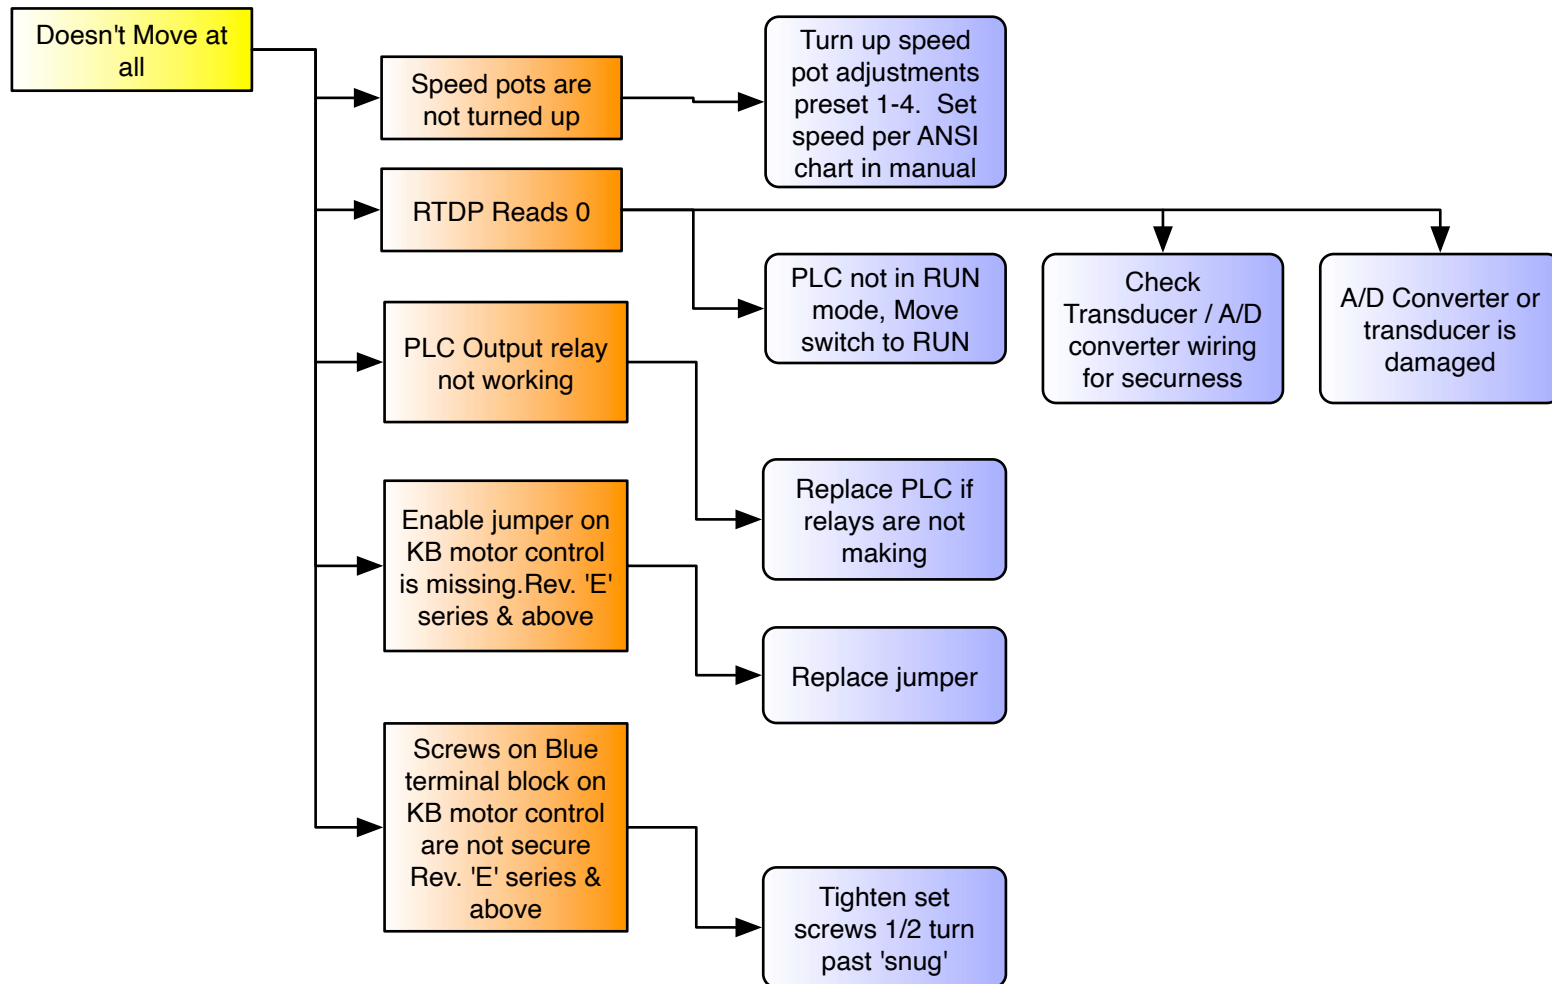 Doesn't Move at
all
Speed pots are
not turned up
Turn up speed
pot adjustments
preset 1-4.  Set
speed per ANSI
chart in manual
RTDP Reads 0
PLC not in RUN
mode, Move
switch to RUN
Check
Transducer / A/D
converter wiring
for securness
A/D Converter or
transducer is
damaged
PLC Output relay
not working
Replace PLC if
relays are not
making
Enable jumper on
KB motor control
is missing.Rev. 'E'
series & above
Replace jumper
Screws on Blue
terminal block on
KB motor control
are not secure
Rev. 'E' series &
above
Tighten set
screws 1/2 turn
past 'snug'